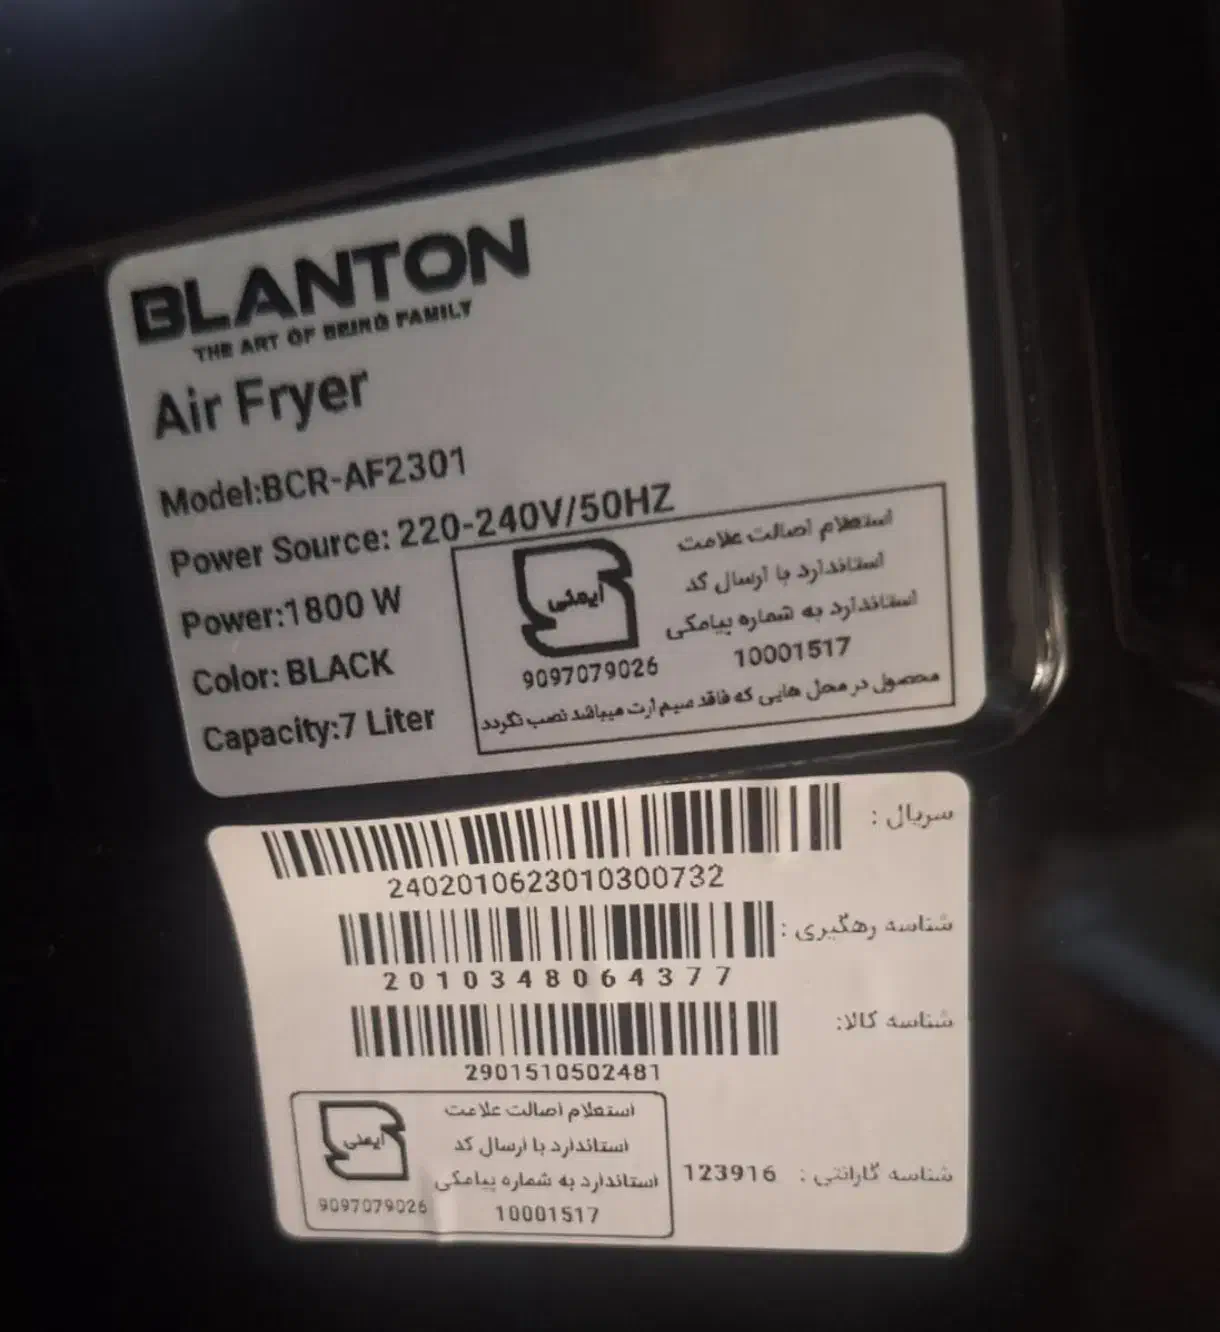 BLANTON
THE ART OF BEING FAMILY
Air Fryer
Model:BCR-AF2301
Power Source: 220-240V/50HZ
Power:1800 W
Color: BLACK
Capacity:7 Liter
ایمنی
9097079026
استعلام اصالت علامت
استاندارد با ارسال کد
استاندارد به شماره پیامکی
10001517
محصول در محل هایی که فاقد سیم ارت میباشد نصب نگردد
سریال :
2402010623010300732
شناسه رهگیری :
2010348064377
شناسه کالا:
2901510502481
ایمنی
9097079026
استعلام اصالت علامت
استاندارد با ارسال کد
استاندارد به شماره پیامکی
10001517
شناسه گارانتی : 123916